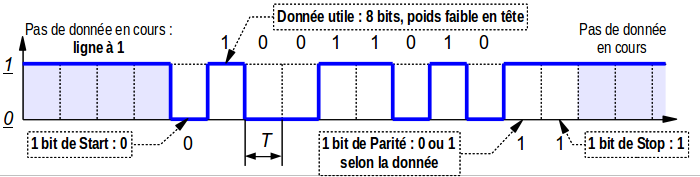 Pas de donnée en cours :
ligne à 1
Donnée utile : 8 bits, poids faible en tête
Pas de donnée
en cours
1 0 0 1 1 0 1 0
1
0
1 bit de Start : 0
0
T
1 bit de Parité : 0 ou 1
selon la donnée
1 1
1 bit de Stop : 1